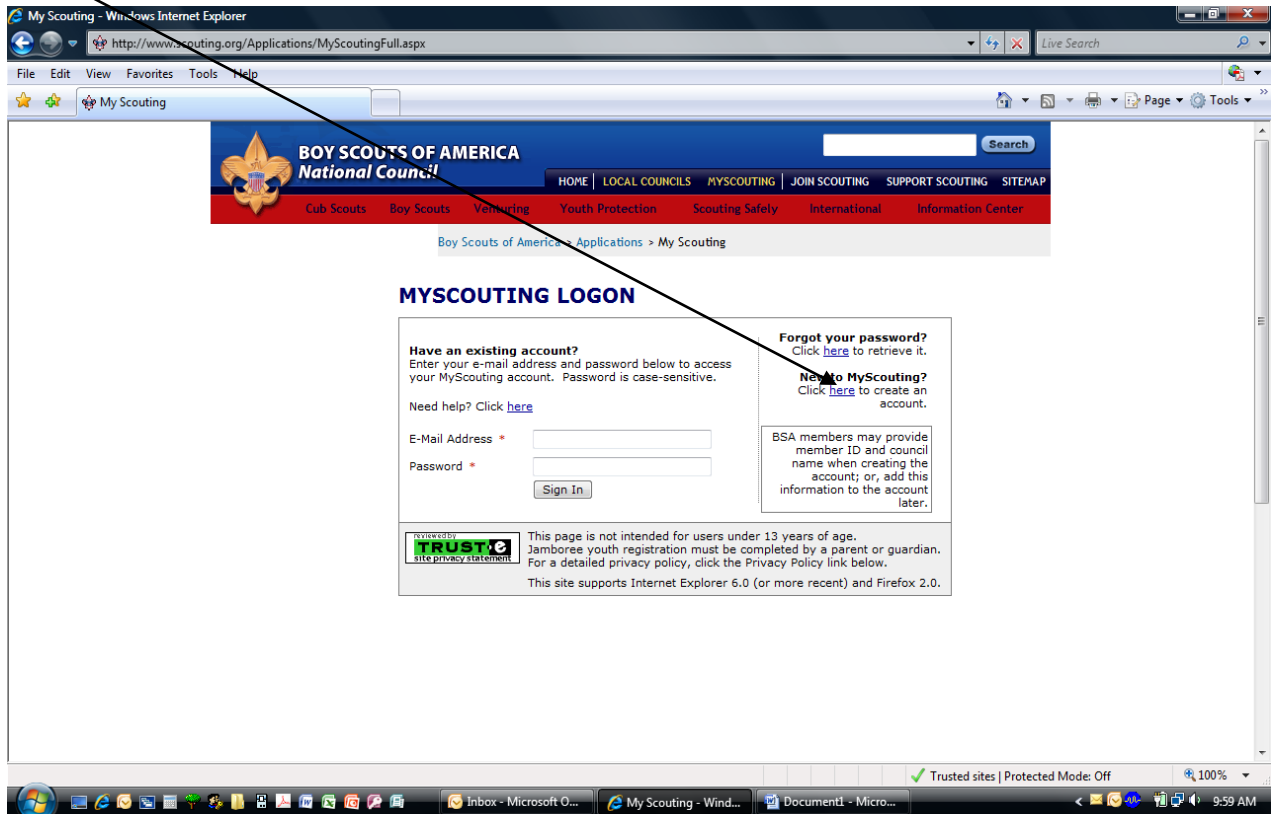 My Scouting - Windows Internet Explorer
http://www.scouting.org/Applications/MyScoutingFull.aspx
Live Search
File Edit View Favorites Tools Help
My Scouting
Page Tools
BOY SCOUTS OF AMERICA
National Council
Search
HOME | LOCAL COUNCILS MYSCOUTING | JOIN SCOUTING SUPPORT SCOUTING SITEMAP
Cub Scouts Boy Scouts Venturing Youth Protection Scouting Safely International Information Center
Boy Scouts of America > Applications > My Scouting
MYSCOUTING LOGON
Have an existing account?
Enter your e-mail address and password below to access
your MyScouting account. Password is case-sensitive.
Need help? Click here
E-Mail Address *
Password *
Sign In
Forgot your password?
Click here to retrieve it.
New to MyScouting?
Click here to create an
account.
BSA members may provide
member ID and council
name when creating the
account; or, add this
information to the account
later.
reviewed by
TRUST·e
site privacy statement
This page is not intended for users under 13 years of age.
Jamboree youth registration must be completed by a parent or guardian.
For a detailed privacy policy, click the Privacy Policy link below.
This site supports Internet Explorer 6.0 (or more recent) and Firefox 2.0.
Trusted sites | Protected Mode: Off
100%
Inbox - Microsoft O...
My Scouting - Wind...
Document1 - Micro...
9:59 AM